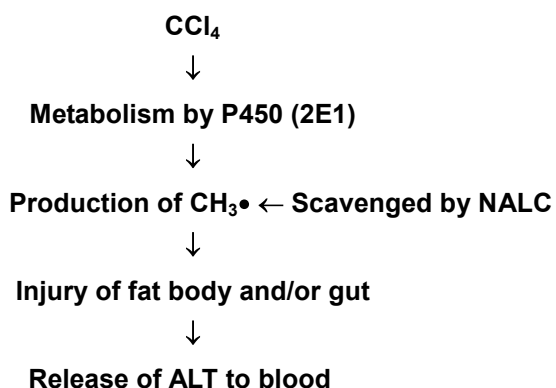 CCl₄
↓
Metabolism by P450 (2E1)
↓
Production of CH₃• ← Scavenged by NALC
↓
Injury of fat body and/or gut
↓
Release of ALT to blood